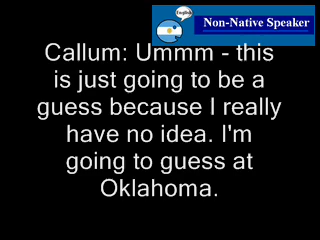 English
Non-Native Speaker
Callum: Ummm - this
is just going to be a
guess because I really
have no idea. I'm
going to guess at
Oklahoma.